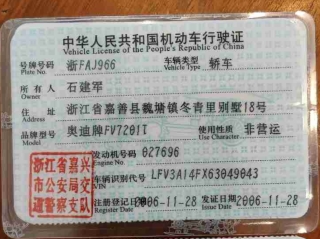 中华人民共和国机动车行驶证
Vehicle License of the People's Republic of China
号牌号码 浙FAJ966 车辆类型 轿车
Plate No. Vehicle Type
所有人 石建军
Owner
住址 浙江省嘉善县魏塘镇冬青里别墅18号
Address
品牌型号 奥迪牌FV7201T 使用性质 非营运
Model Use Character
发动机号码 027696
Engine No.
车辆识别代号 LFV3A14FX63049043
VIN
注册登记日期 2006-11-28 发证日期 2006-11-28
Register Date Issue Date
浙江省嘉兴
市公安局交
通警察支队